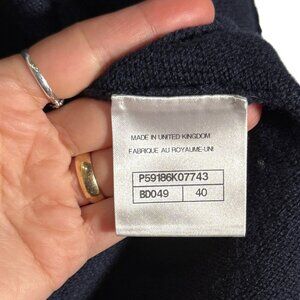 MADE IN UNITED KINGDOM
FABRIQUE AU ROYAUME-UNI
P59186K07743
BD049 40